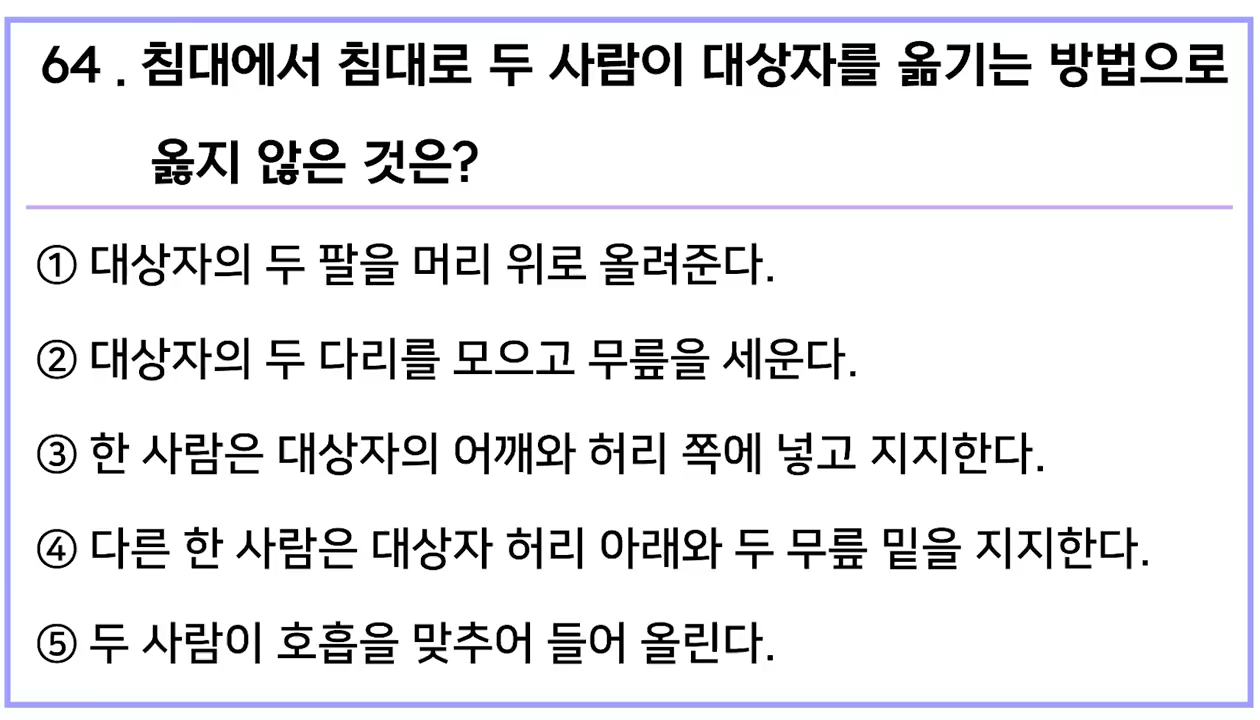 64 . 침대에서 침대로 두 사람이 대상자를 옮기는 방법으로
옳지 않은 것은?
① 대상자의 두 팔을 머리 위로 올려준다.
② 대상자의 두 다리를 모으고 무릎을 세운다.
③ 한 사람은 대상자의 어깨와 허리 쪽에 넣고 지지한다.
④ 다른 한 사람은 대상자 허리 아래와 두 무릎 밑을 지지한다.
⑤ 두 사람이 호흡을 맞추어 들어 올린다.